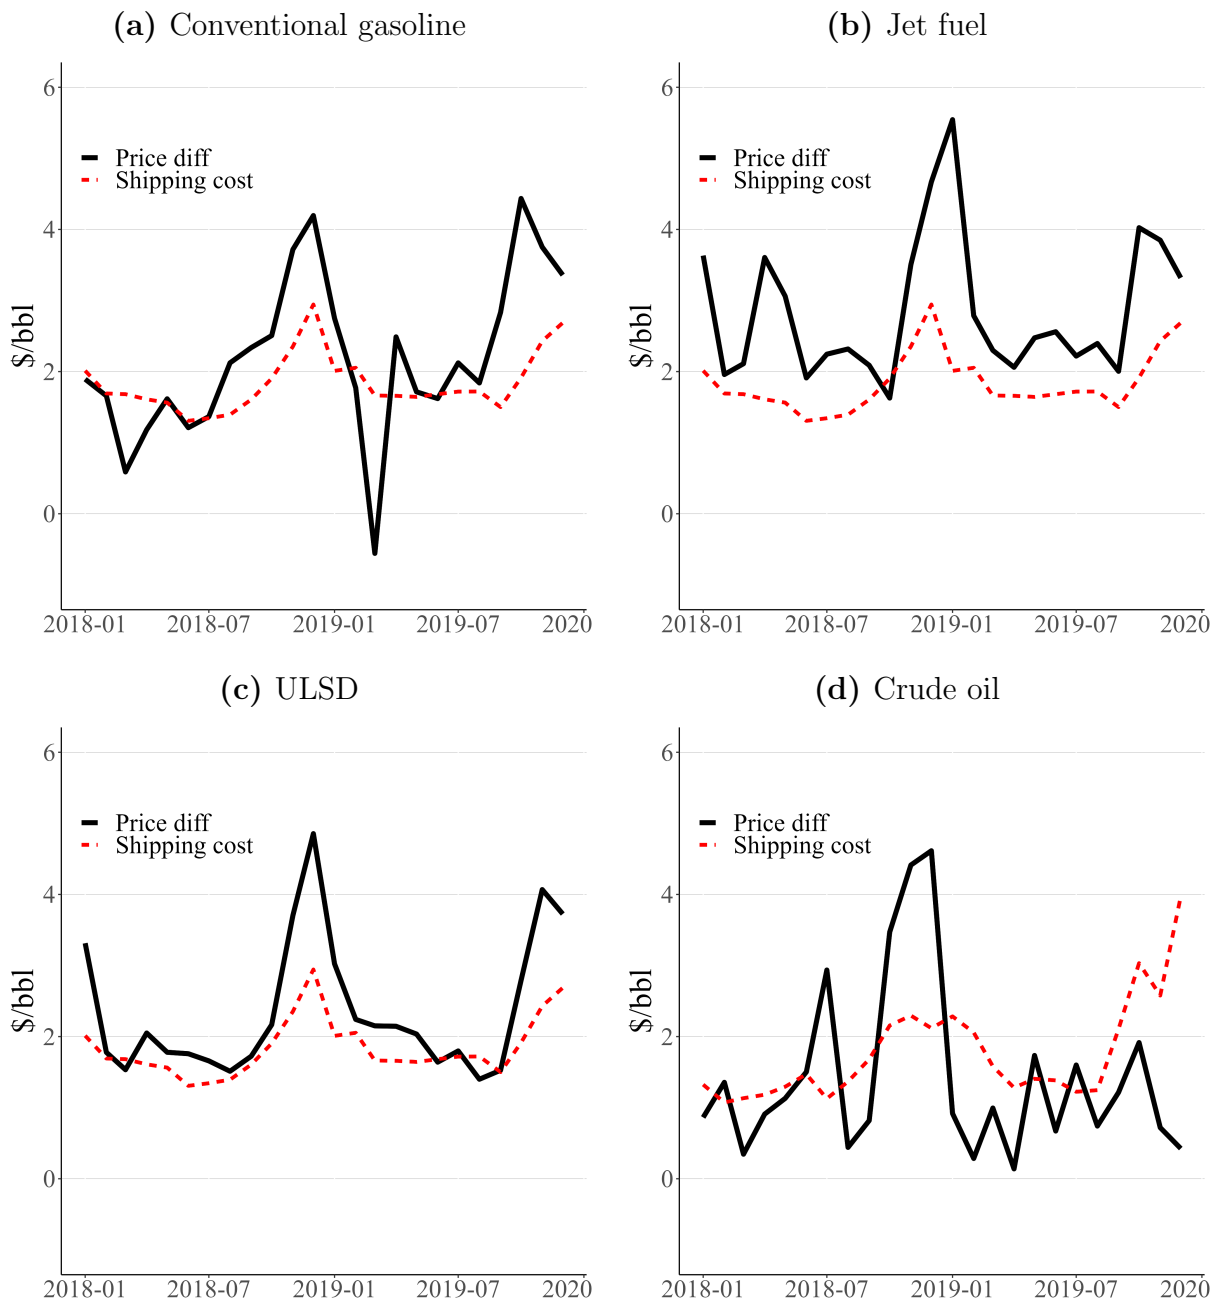 (a) Conventional gasoline
6
4
2
0
$/bbl
Price diff
Shipping cost
2018-01 2018-07 2019-01 2019-07 2020
(b) Jet fuel
6
4
2
0
$/bbl
Price diff
Shipping cost
2018-01 2018-07 2019-01 2019-07 2020
(c) ULSD
6
4
2
0
$/bbl
Price diff
Shipping cost
2018-01 2018-07 2019-01 2019-07 2020
(d) Crude oil
6
4
2
0
$/bbl
Price diff
Shipping cost
2018-01 2018-07 2019-01 2019-07 2020